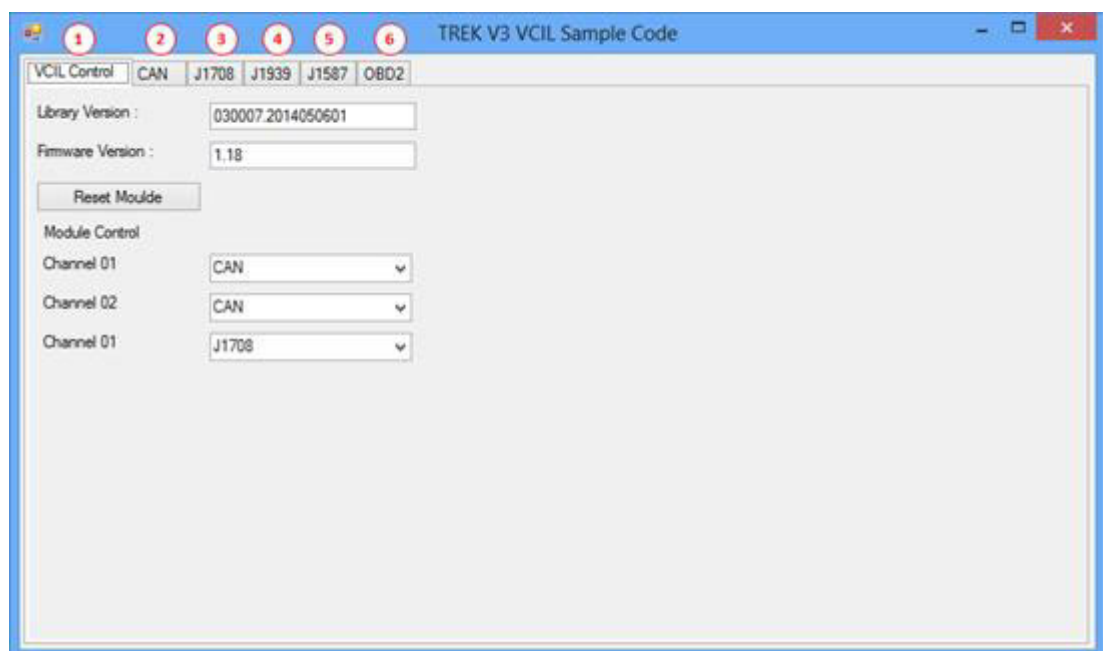 TREK V3 VCIL Sample Code
1 2 3 4 5 6
VCIL Control CAN J1708 J1939 J1587 OBD2
Library Version : 030007.2014050601
Firmware Version : 1.18
Reset Moulde
Module Control
Channel 01 CAN
Channel 02 CAN
Channel 01 J1708